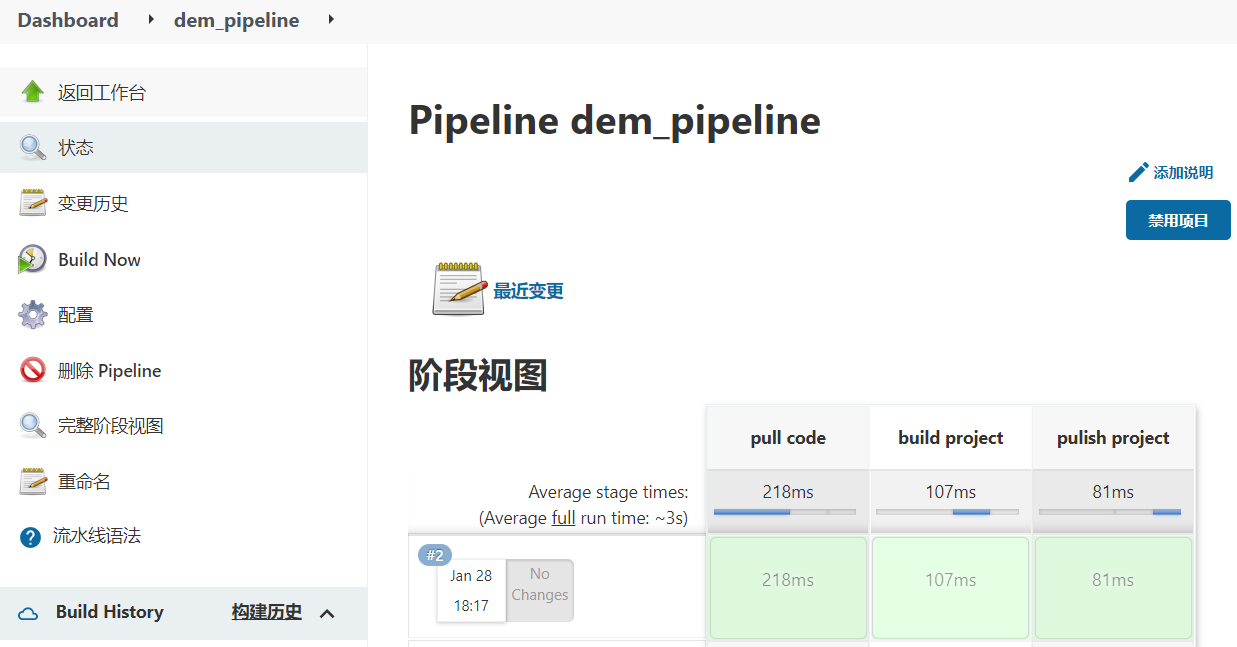 Dashboard dem_pipeline
返回工作台
状态
变更历史
Build Now
配置
删除 Pipeline
完整阶段视图
重命名
流水线语法
Build History 构建历史
Pipeline dem_pipeline
添加说明
禁用项目
最近变更
阶段视图
pull code build project pulish project
Average stage times: 218ms 107ms 81ms
(Average full run time: ~3s)
#2
Jan 28
18:17
No
Changes
218ms 107ms 81ms